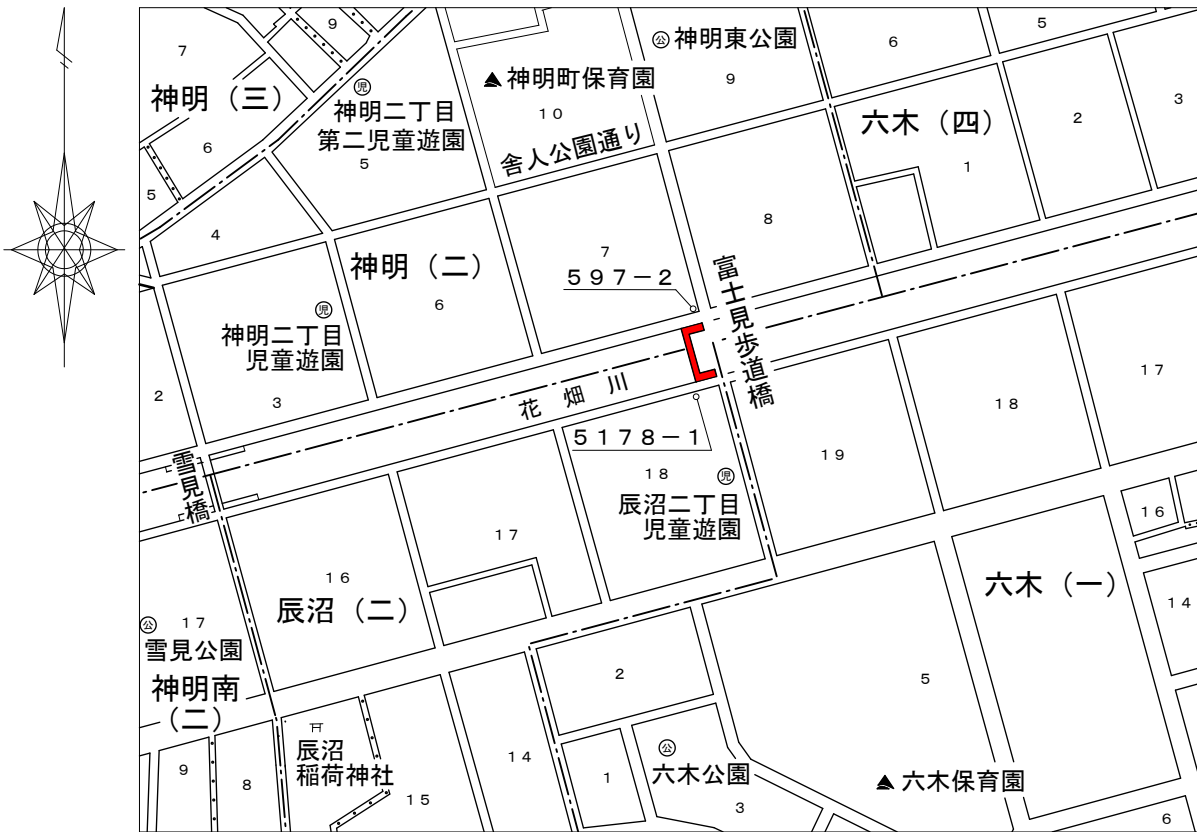 9
7
神明（三）
6
5
児
神明二丁目
第二児童遊園
5
4
神明町保育園
10
舎人公園通り
公 神明東公園
9
6
5
六木（四）
2
3
1
8
7
597-2
富士見歩道橋
神明（二）
6
児
神明二丁目
児童遊園
3
2
花畑川
5178-1
雪見橋
18
児
辰沼二丁目
児童遊園
19
18
17
16
17
16
辰沼（二）
六木（一）
14
公
17
雪見公園
神明南
（二）
9
8
辰沼
稲荷神社
15
14
2
1
公
六木公園
3
5
六木保育園
6